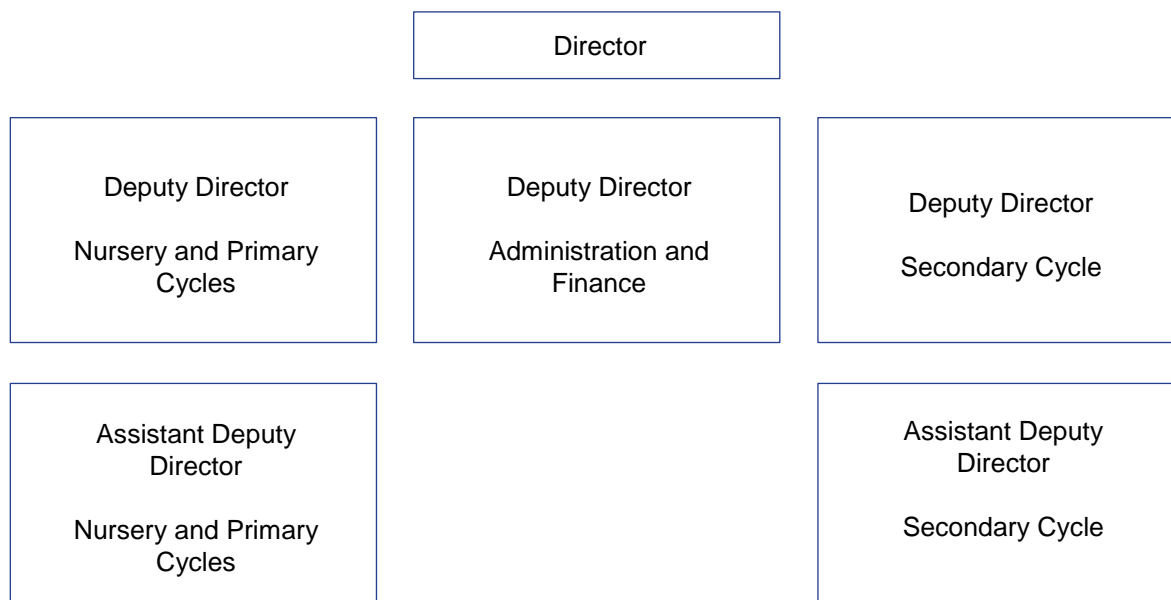 Director
Deputy Director
Nursery and Primary
Cycles
Deputy Director
Administration and
Finance
Deputy Director
Secondary Cycle
Assistant Deputy
Director
Nursery and Primary
Cycles
Assistant Deputy
Director
Secondary Cycle